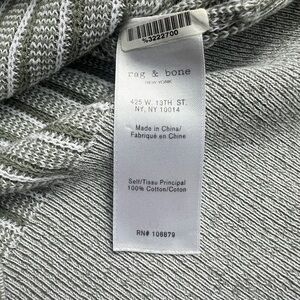 %3222700
rag & bone
NEW YORK
425 W. 13TH ST.
NY, NY 10014
Made in China/
Fabriqué en Chine
Self/Tissu Principal
100% Cotton/Coton
RN# 106879